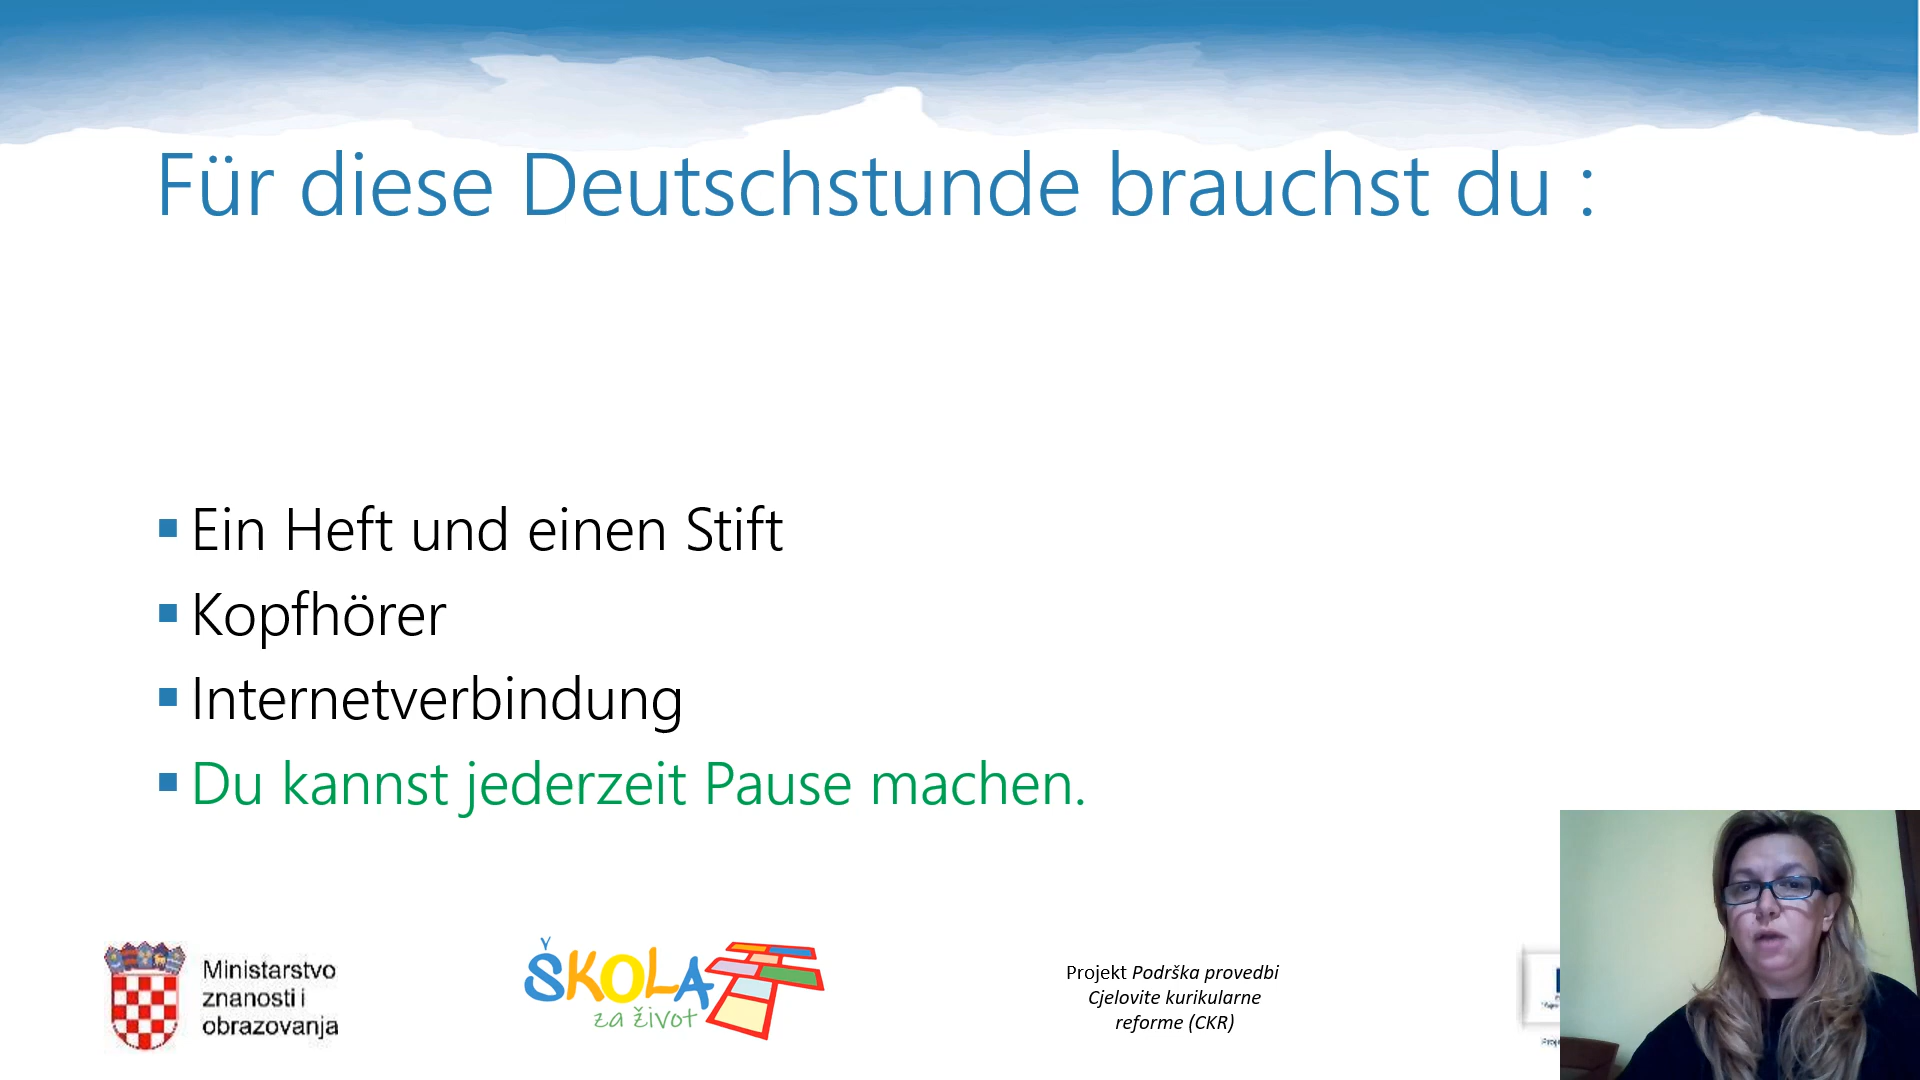 Für diese Deutschstunde brauchst du :
Ein Heft und einen Stift
Kopfhörer
Internetverbindung
Du kannst jederzeit Pause machen.
Ministarstvo
znanosti i
obrazovanja
ŠKOLA
za život
Projekt Podrška provedbi
Cjelovite kurikularne
reforme (CKR)